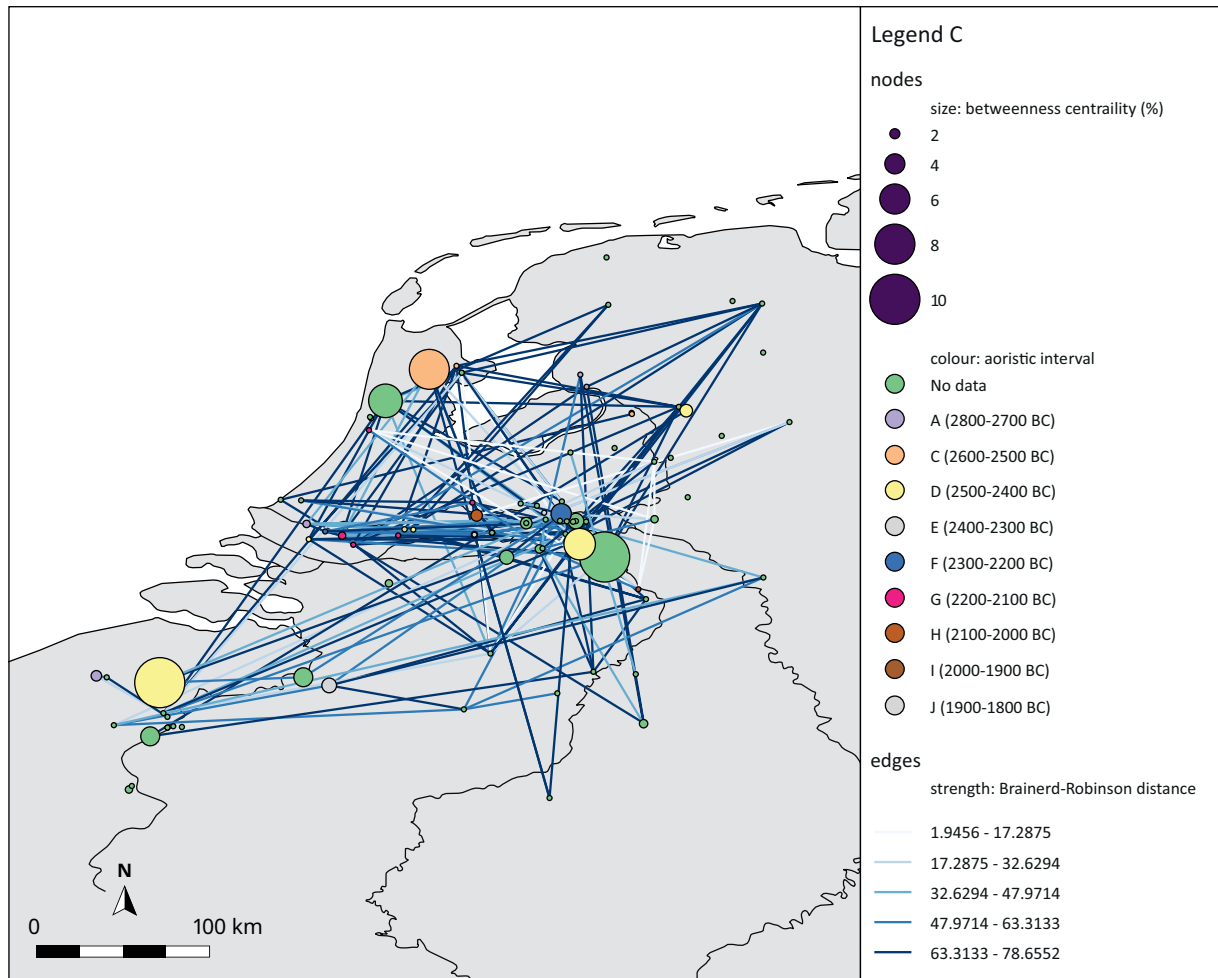 Legend C
nodes
size: betweenness centraility (%)
2
4
6
8
10
colour: aoristic interval
No data
A (2800-2700 BC)
C (2600-2500 BC)
D (2500-2400 BC)
E (2400-2300 BC)
F (2300-2200 BC)
G (2200-2100 BC)
H (2100-2000 BC)
I (2000-1900 BC)
J (1900-1800 BC)
edges
strength: Brainerd-Robinson distance
1.9456 - 17.2875
17.2875 - 32.6294
32.6294 - 47.9714
47.9714 - 63.3133
63.3133 - 78.6552
N
0 100 km